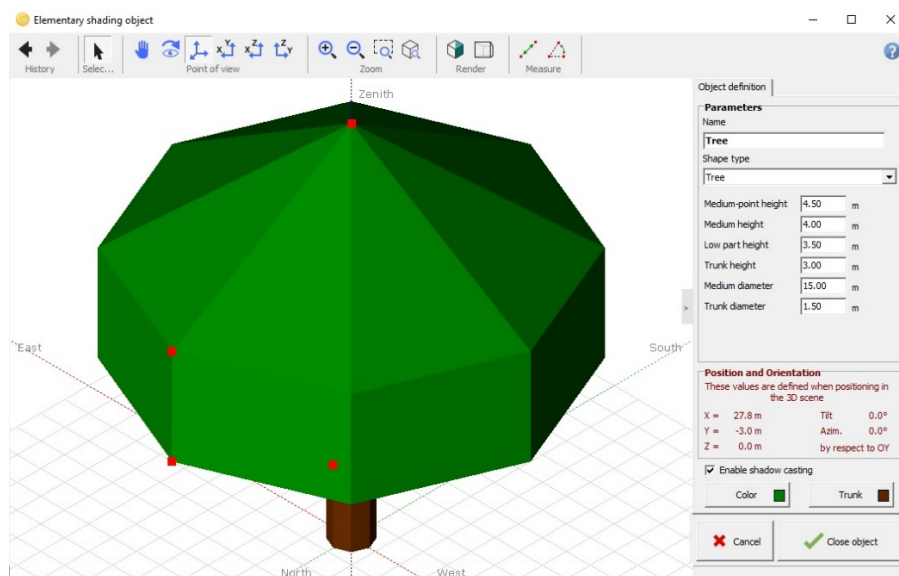 Elementary shading object
History
Selec...
Point of view
Zoom
Render
Measure
Zenith
East
South
North
West
Object definition
Parameters
Name
Tree
Shape type
Tree
Medium-point height 4.50 m
Medium height 4.00 m
Low part height 3.50 m
Trunk height 3.00 m
Medium diameter 15.00 m
Trunk diameter 1.50 m
>
Position and Orientation
These values are defined when positioning in
the 3D scene
X = 27.8 m Tilt 0.0°
Y = -3.0 m Azim. 0.0°
Z = 0.0 m by respect to OY
Enable shadow casting
Color
Trunk
Cancel
Close object